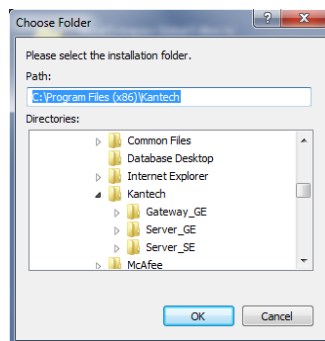 Choose Folder
?
X
Please select the installation folder.
Path:
C:\Program Files (x86)\Kantech
Directories:
Common Files
Database Desktop
Internet Explorer
Kantech
Gateway_GE
Server_GE
Server_SE
McAfee
OK Cancel